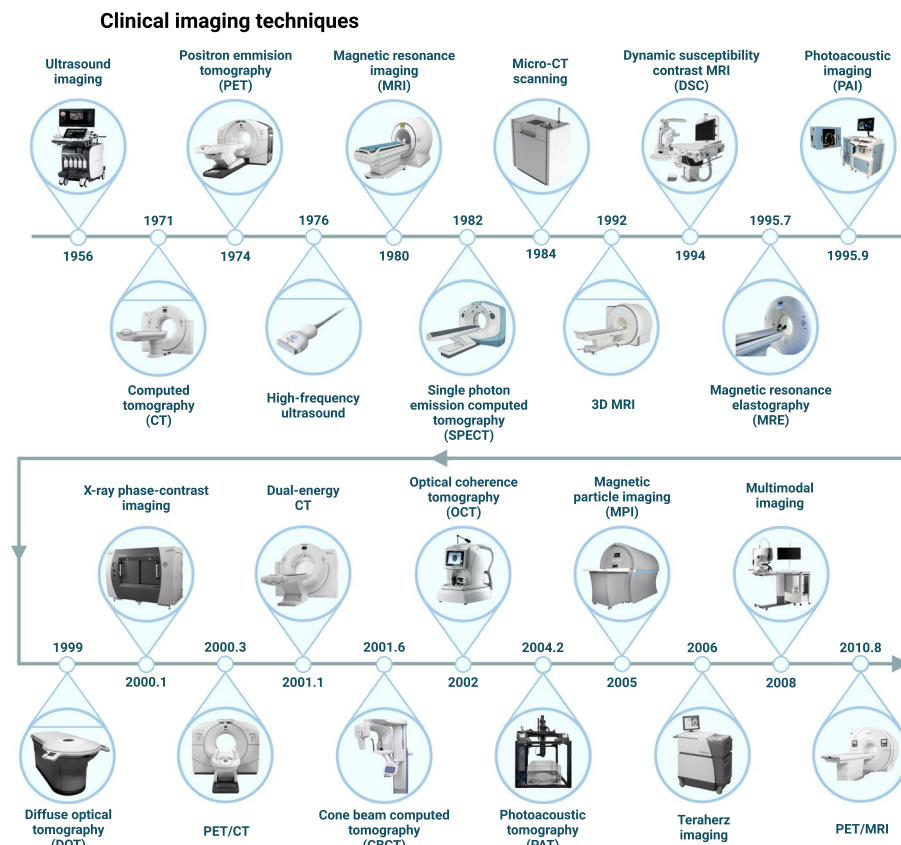 Clinical imaging techniques
Ultrasound
imaging
Positron emmision
tomography
(PET)
Magnetic resonance
imaging
(MRI)
Micro-CT
scanning
Dynamic susceptibility
contrast MRI
(DSC)
Photoacoustic
imaging
(PAI)
1971
1976
1982
1992
1995.7
1956
1974
1980
1984
1994
1995.9
Computed
tomography
(CT)
High-frequency
ultrasound
Single photon
emission computed
tomography
(SPECT)
3D MRI
Magnetic resonance
elastography
(MRE)
X-ray phase-contrast
imaging
Dual-energy
CT
Optical coherence
tomography
(OCT)
Magnetic
particle imaging
(MPI)
Multimodal
imaging
1999
2000.3
2001.6
2004.2
2006
2010.8
2000.1
2001.1
2002
2005
2008
Diffuse optical
tomography
(DOT)
PET/CT
Cone beam computed
tomography
(CBCT)
Photoacoustic
tomography
(PAT)
Teraherz
imaging
PET/MRI